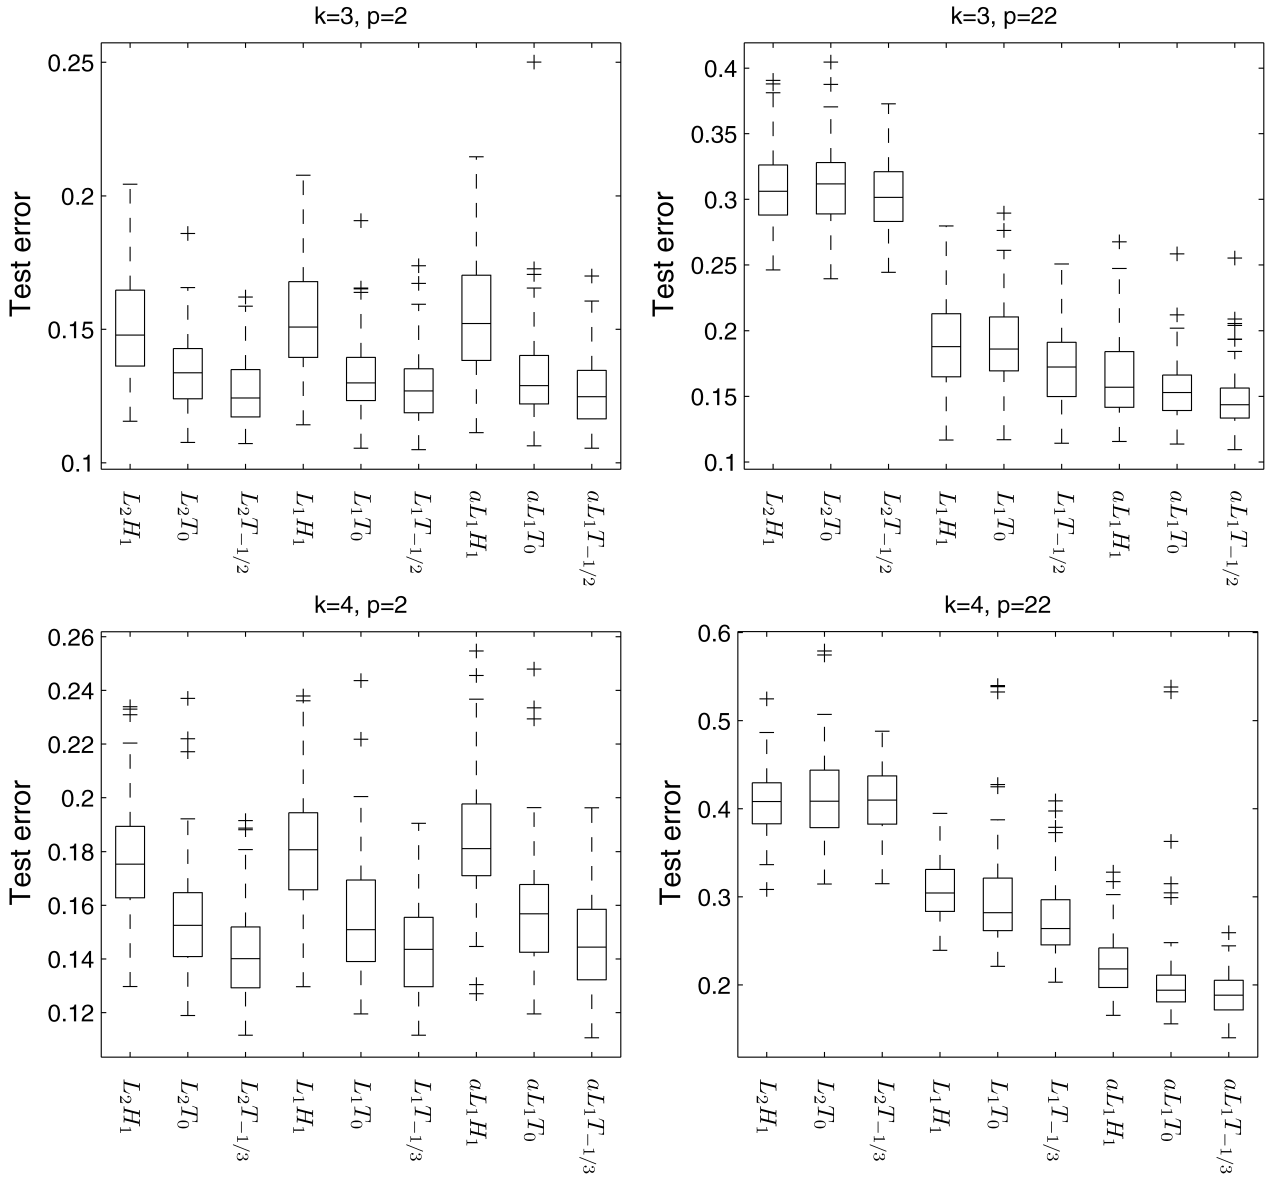 k=3, p=2
Test error
0.25
0.2
0.15
0.1
L₂H₁
L₂T₀
L₂T₋₁/₂
L₁H₁
L₁T₀
L₁T₋₁/₂
aL₁H₁
aL₁T₀
aL₁T₋₁/₂
k=3, p=22
Test error
0.4
0.35
0.3
0.25
0.2
0.15
0.1
L₂H₁
L₂T₀
L₂T₋₁/₂
L₁H₁
L₁T₀
L₁T₋₁/₂
aL₁H₁
aL₁T₀
aL₁T₋₁/₂
k=4, p=2
Test error
0.26
0.24
0.22
0.2
0.18
0.16
0.14
0.12
L₂H₁
L₂T₀
L₂T₋₁/₃
L₁H₁
L₁T₀
L₁T₋₁/₃
aL₁H₁
aL₁T₀
aL₁T₋₁/₃
k=4, p=22
Test error
0.6
0.5
0.4
0.3
0.2
L₂H₁
L₂T₀
L₂T₋₁/₃
L₁H₁
L₁T₀
L₁T₋₁/₃
aL₁H₁
aL₁T₀
aL₁T₋₁/₃